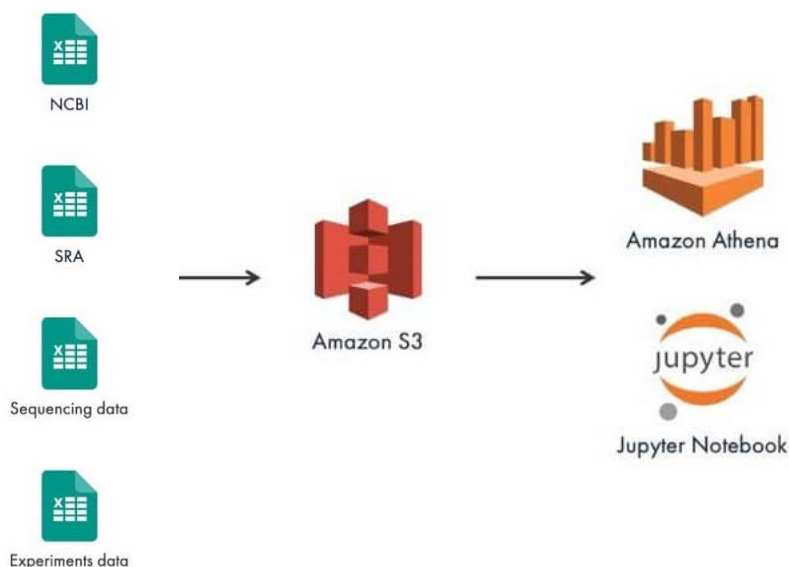 NCBI
SRA
Sequencing data
Experiments data
Amazon S3
Amazon Athena
jupyter
Jupyter Notebook